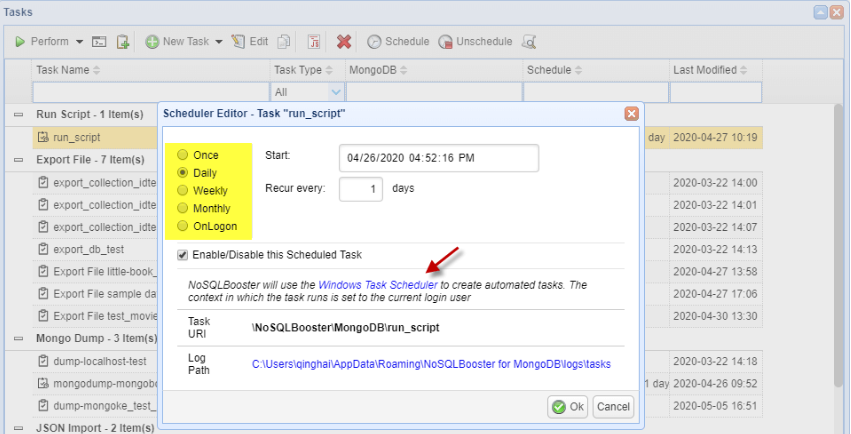 Tasks
Perform New Task Edit Schedule Unschedule
Task Name Task Type MongoDB Schedule Last Modified
All
Run Script - 1 Item(s)
run_script day 2020-04-27 10:19
Export File - 7 Item(s)
export_collection_idte 2020-03-22 14:00
export_collection_idte 2020-03-22 14:01
export_collection_idte 2020-03-22 14:07
export_db_test 2020-03-22 14:13
Export File little-book_ 2020-04-27 13:58
Export File sample da 2020-04-27 17:06
Export File test_movie 2020-04-30 13:30
Mongo Dump - 3 Item(s)
dump-localhost-test 2020-03-22 14:18
mongodump-mongobo 1 day 2020-04-26 09:52
dump-mongoke_test_ 2020-05-05 16:51
JSON Import - 2 Item(s)
Scheduler Editor - Task "run_script"
Once
Daily
Weekly
Monthly
OnLogon
Start: 04/26/2020 04:52:16 PM
Recur every: 1 days
Enable/Disable this Scheduled Task
NoSQLBooster will use the Windows Task Scheduler to create automated tasks. The
context in which the task runs is set to the current login user
Task
URI
\NoSQLBooster\MongoDB\run_script
Log
Path
C:\Users\qinghai\AppData\Roaming\NoSQLBooster for MongoDB\logs\tasks
Ok Cancel